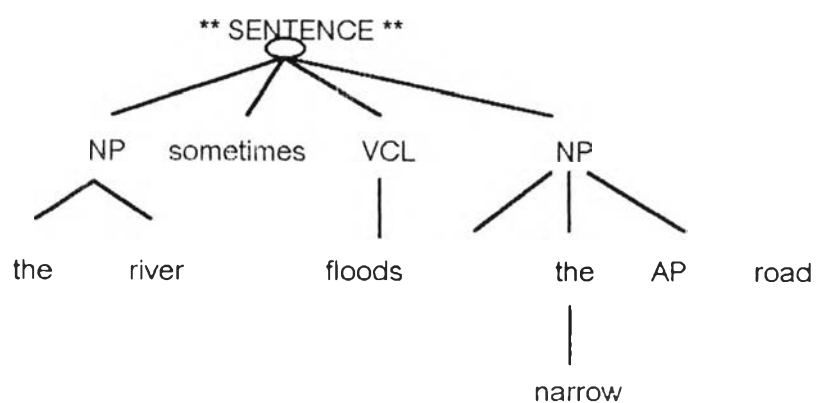 ** SENTENCE **
NP sometimes VCL NP
the river floods the AP road
narrow